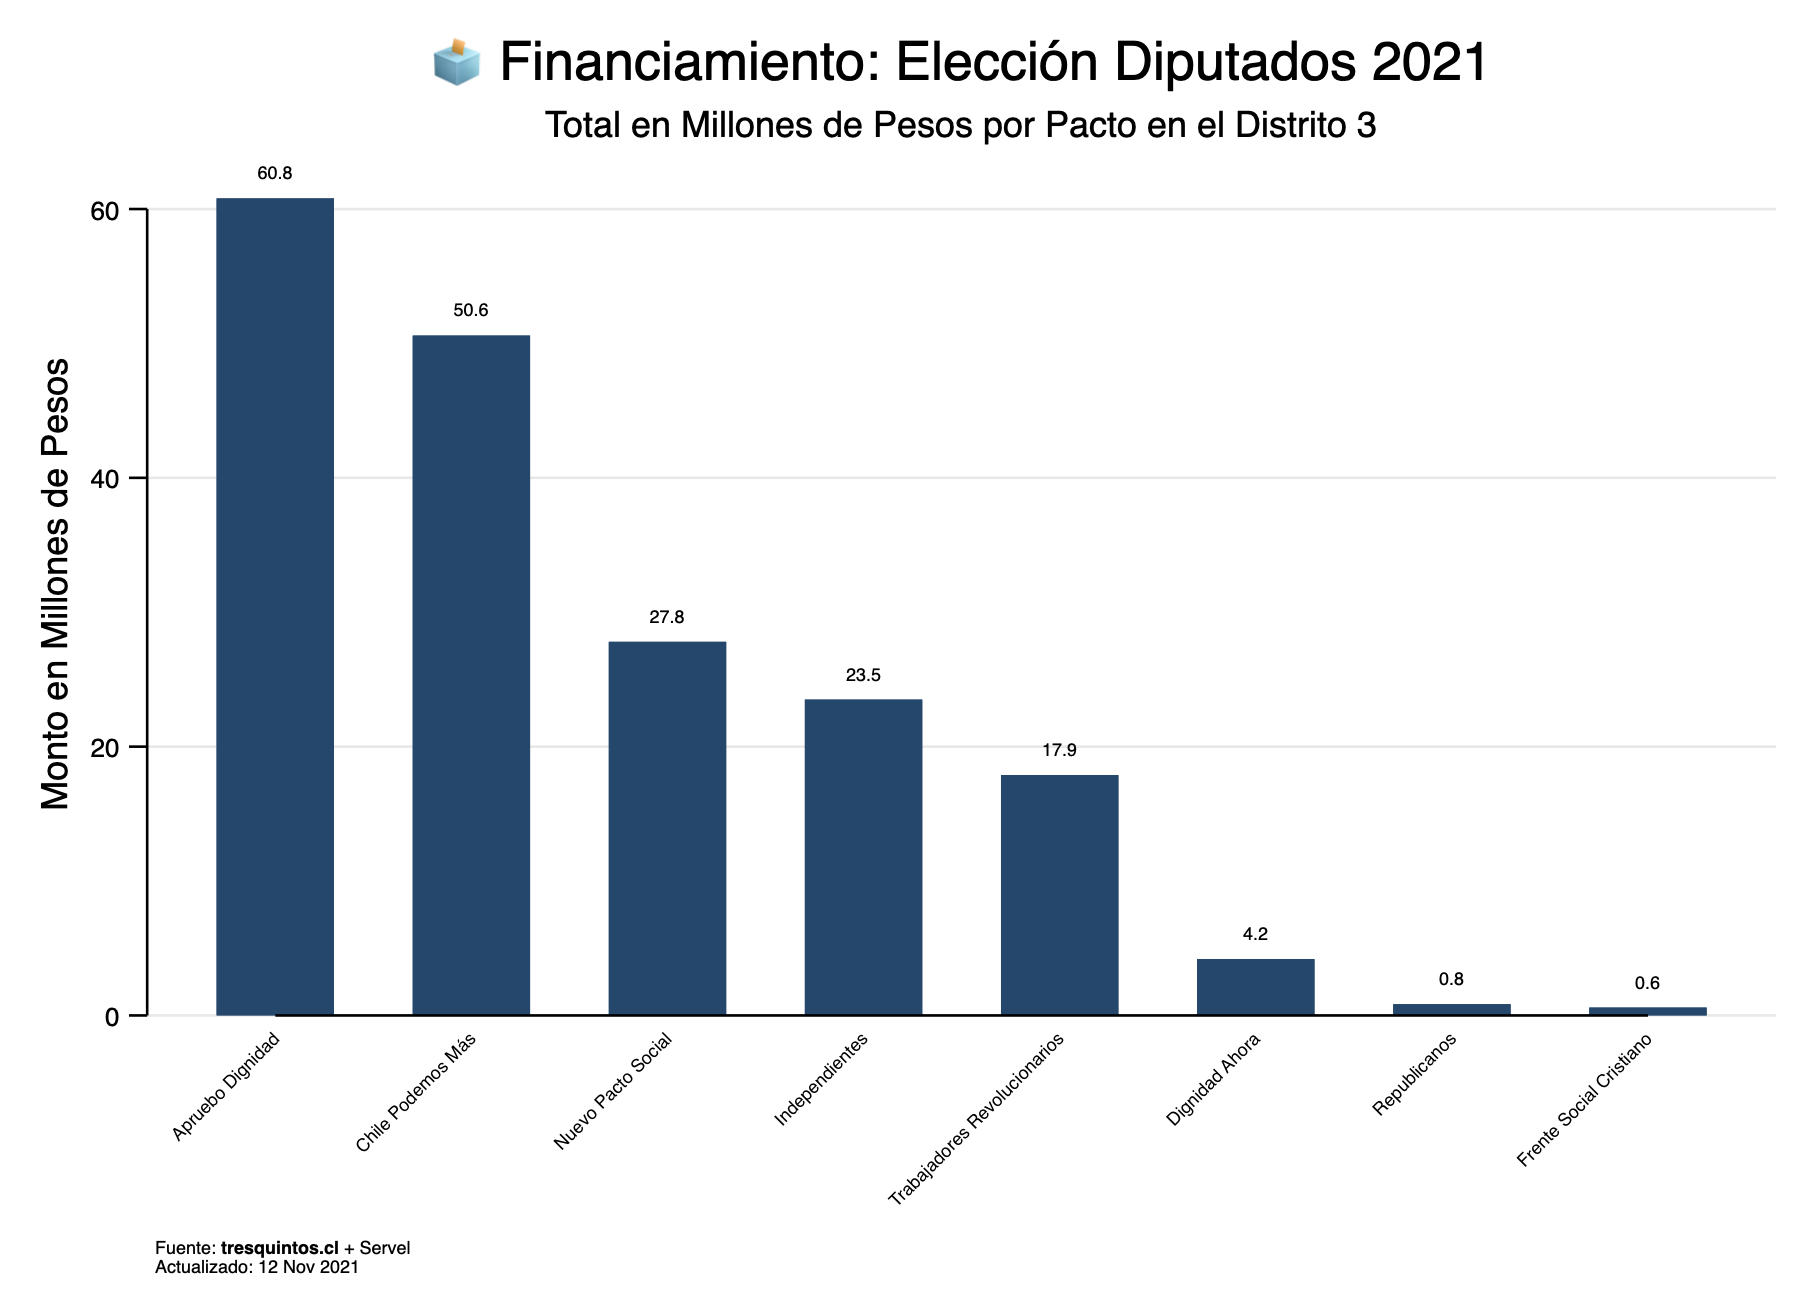 Financiamiento: Elección Diputados 2021
Total en Millones de Pesos por Pacto en el Distrito 3
Monto en Millones de Pesos
60
40
20
0
60.8
50.6
27.8
23.5
17.9
4.2
0.8
0.6
Apruebo Dignidad
Chile Podemos Más
Nuevo Pacto Social
Independientes
Trabajadores Revolucionarios
Dignidad Ahora
Republicanos
Frente Social Cristiano
Fuente: tresquintos.cl + Servel
Actualizado: 12 Nov 2021